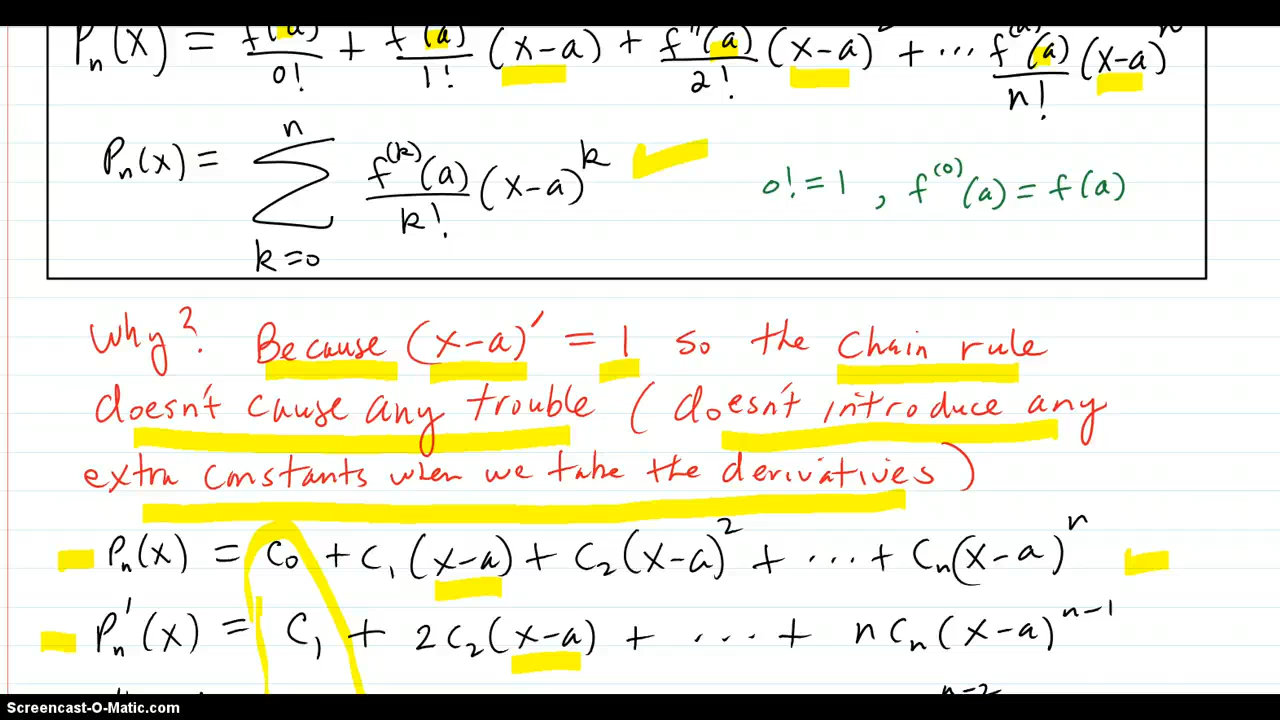 Pₙ(x) = f(a)/0! + f'(a)/1! (x-a) + f''(a)/2! (x-a)² + ... f⁽ⁿ⁾(a)/n! (x-a)ⁿ
Pₙ(x) = Σ_{k=0}^{n} f⁽ᵏ⁾(a)/k! (x-a)ᵏ
0! = 1 , f⁽⁰⁾(a) = f(a)
Why? Because (x-a)' = 1 so the Chain rule
doesn't cause any trouble ( doesn't introduce any
extra constants when we take the derivatives )
Pₙ(x) = C₀ + C₁(x-a) + C₂(x-a)² + ... + Cₙ(x-a)ⁿ
Pₙ'(x) = C₁ + 2C₂(x-a) + ... + nCₙ(x-a)ⁿ⁻¹
n-2
Screencast-O-Matic.com